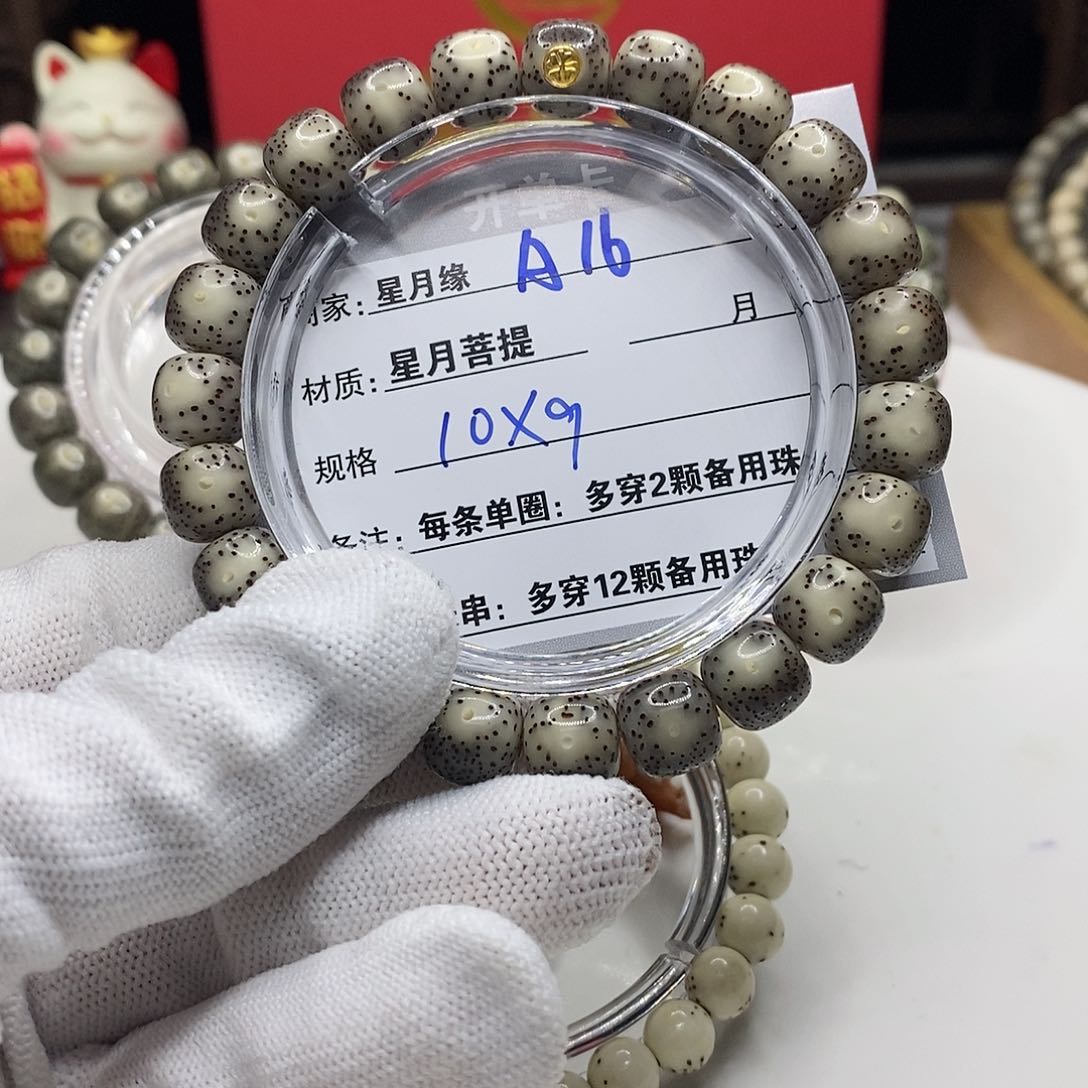 开单卡
商家：星月缘 A16
材质：星月菩提 月
规格 10X9
备注：每条单圈：多穿2颗备用珠
串：多穿12颗备用珠